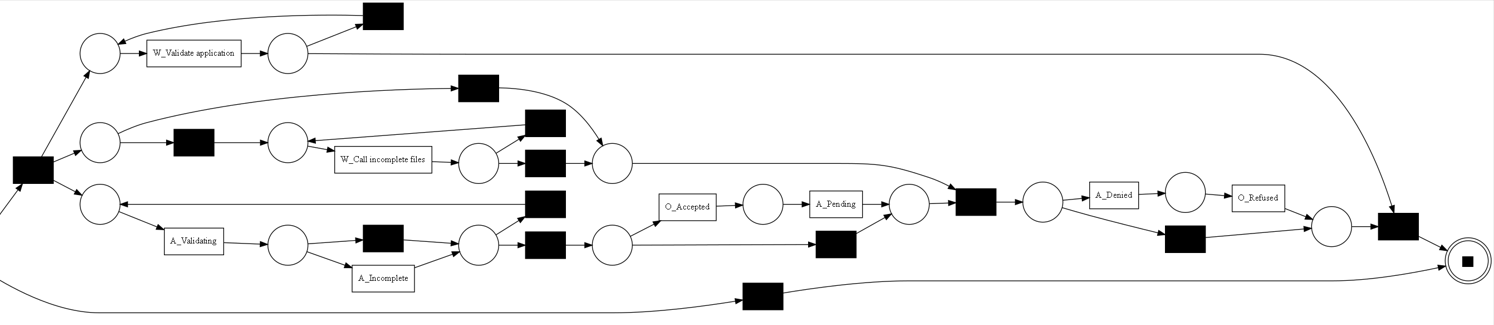 W_Validate application
W_Call incomplete files
A_Validating
A_Incomplete
O_Accepted
A_Pending
A_Denied
O_Refused